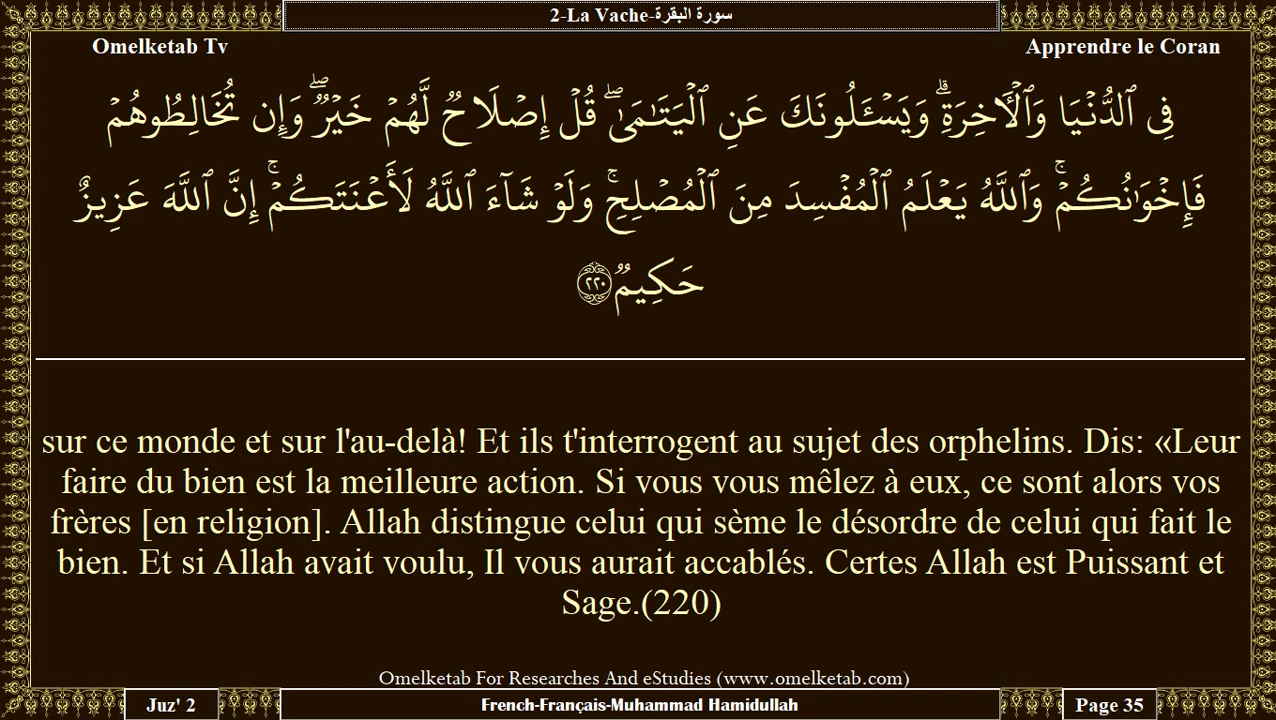 2-La Vache-سورة البقرة
Omelketab Tv
Apprendre le Coran
فِي ٱلدُّنۡيَا وَٱلۡأٓخِرَةِۗ وَيَسۡـَٔلُونَكَ عَنِ ٱلۡيَتَٰمَىٰۖ قُلۡ إِصۡلَاحٞ لَّهُمۡ خَيۡرٞۖ وَإِن تُخَالِطُوهُمۡ
فَإِخۡوَٰنُكُمۡۚ وَٱللَّهُ يَعۡلَمُ ٱلۡمُفۡسِدَ مِنَ ٱلۡمُصۡلِحِۚ وَلَوۡ شَآءَ ٱللَّهُ لَأَعۡنَتَكُمۡۚ إِنَّ ٱللَّهَ عَزِيزٌ
حَكِيمٞ ٢٢٠
sur ce monde et sur l'au-delà! Et ils t'interrogent au sujet des orphelins. Dis: «Leur
faire du bien est la meilleure action. Si vous vous mêlez à eux, ce sont alors vos
frères [en religion]. Allah distingue celui qui sème le désordre de celui qui fait le
bien. Et si Allah avait voulu, Il vous aurait accablés. Certes Allah est Puissant et
Sage.(220)
Omelketab For Researches And eStudies (www.omelketab.com)
Juz' 2
French-Français-Muhammad Hamidullah
Page 35